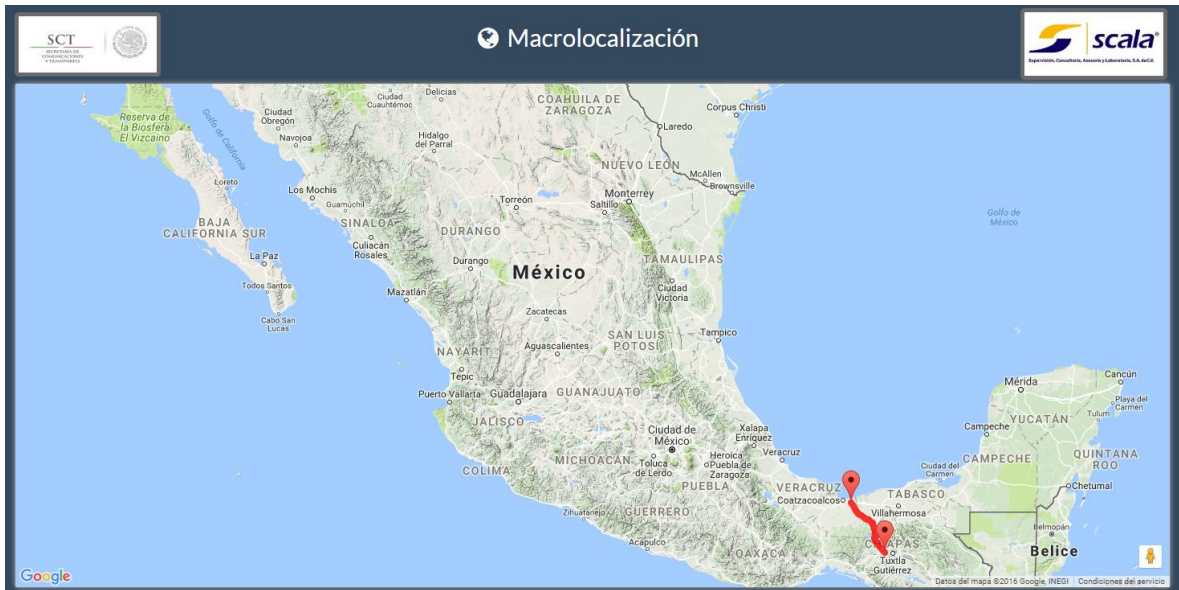 SCT
SECRETARÍA DE
COMUNICACIONES
Y TRANSPORTES
Macrolocalización
scala
Supervisión, Consultoría, Asesoría y Laboratorio, S.A. de C.V.
Reserva de
la Biosfera
El Vizcaíno
Golfo de California
Ciudad
Obregón
Navojoa
Ciudad
Cuauhtémoc
Delicias
Hidalgo
del Parral
COAHUILA DE
ZARAGOZA
Laredo
Corpus Christi
NUEVO LEÓN
McAllen
Brownsville
Monterrey
Saltillo
Torreón
Loreto
Los Mochis
Guamúchil
SINALOA
Culiacán
Rosales
DURANGO
Durango
BAJA
CALIFORNIA SUR
La Paz
Todos Santos
Cabo San
Lucas
Mazatlán
México
Golfo de
México
TAMAULIPAS
Ciudad
Victoria
Zacatecas
SAN LUIS
POTOSÍ
Tampico
Aguascalientes
NAYARIT
Tepic
Puerto Vallarta
Guadalajara
GUANAJUATO
JALISCO
COLIMA
MICHOACÁN
Ciudad de
México
Toluca
de Lerdo
Heroica
Puebla de
Zaragoza
PUEBLA
Xalapa
Enríquez
Veracruz
VERACRUZ
Coatzacoalcos
TABASCO
Villahermosa
Zihuatanejo
GUERRERO
Acapulco
OAXACA
CHIAPAS
Tuxtla
Gutiérrez
Mérida
Cancún
Playa del
Carmen
Tulum
YUCATÁN
Campeche
CAMPECHE
Ciudad del
Carmen
QUINTANA
ROO
Chetumal
Belmopán
Belice
Google
Datos del mapa ©2016 Google, INEGI
Condiciones del servicio